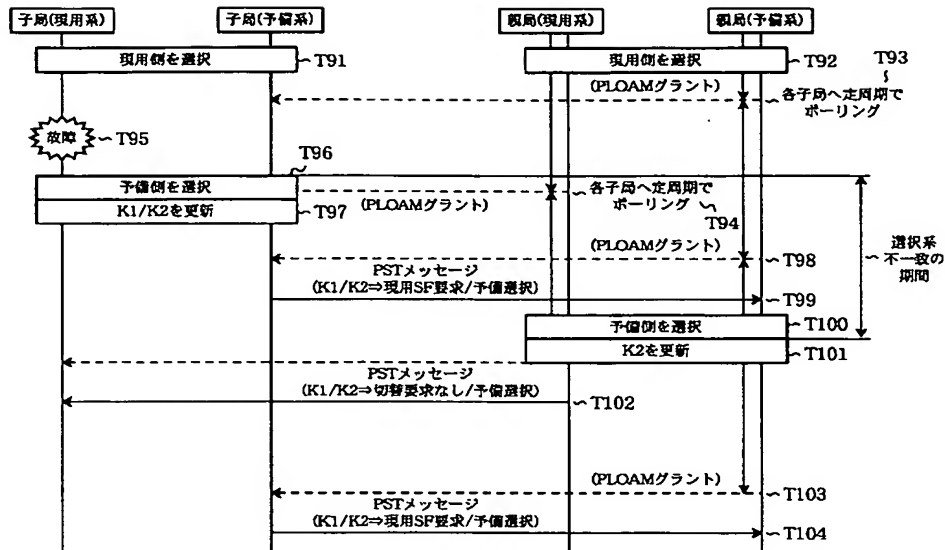 子局(現用系)
子局(予備系)
親局(現用系)
親局(予備系)
現用側を選択
T91
現用側を選択
T92
T93
(PLOAMグラント)
各子局へ定周期で
ポーリング
故障
T95
T96
予備側を選択
K1/K2を更新
T97
(PLOAMグラント)
各子局へ定周期で
ポーリング
T94
選択系
不一致の
期間
(PLOAMグラント)
T98
PSTメッセージ
(K1/K2⇒現用SF要求/予備選択)
T99
予備側を選択
T100
K2を更新
T101
PSTメッセージ
(K1/K2⇒切替要求なし/予備選択)
T102
(PLOAMグラント)
T103
PSTメッセージ
(K1/K2⇒現用SF要求/予備選択)
T104